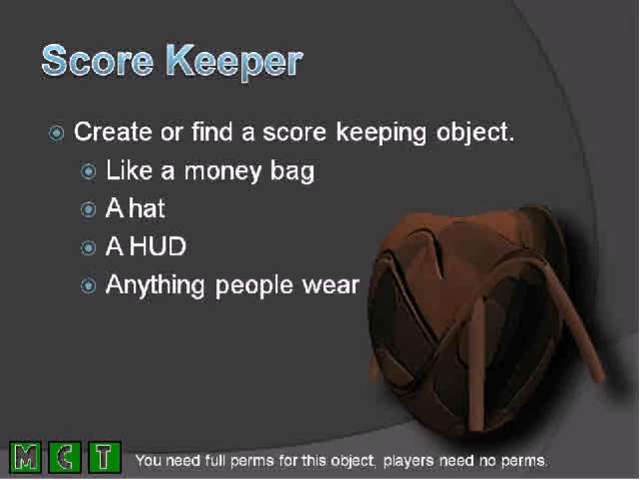 Score Keeper
Create or find a score keeping object.
Like a money bag
A hat
A HUD
Anything people wear
M C T
You need full perms for this object, players need no perms.